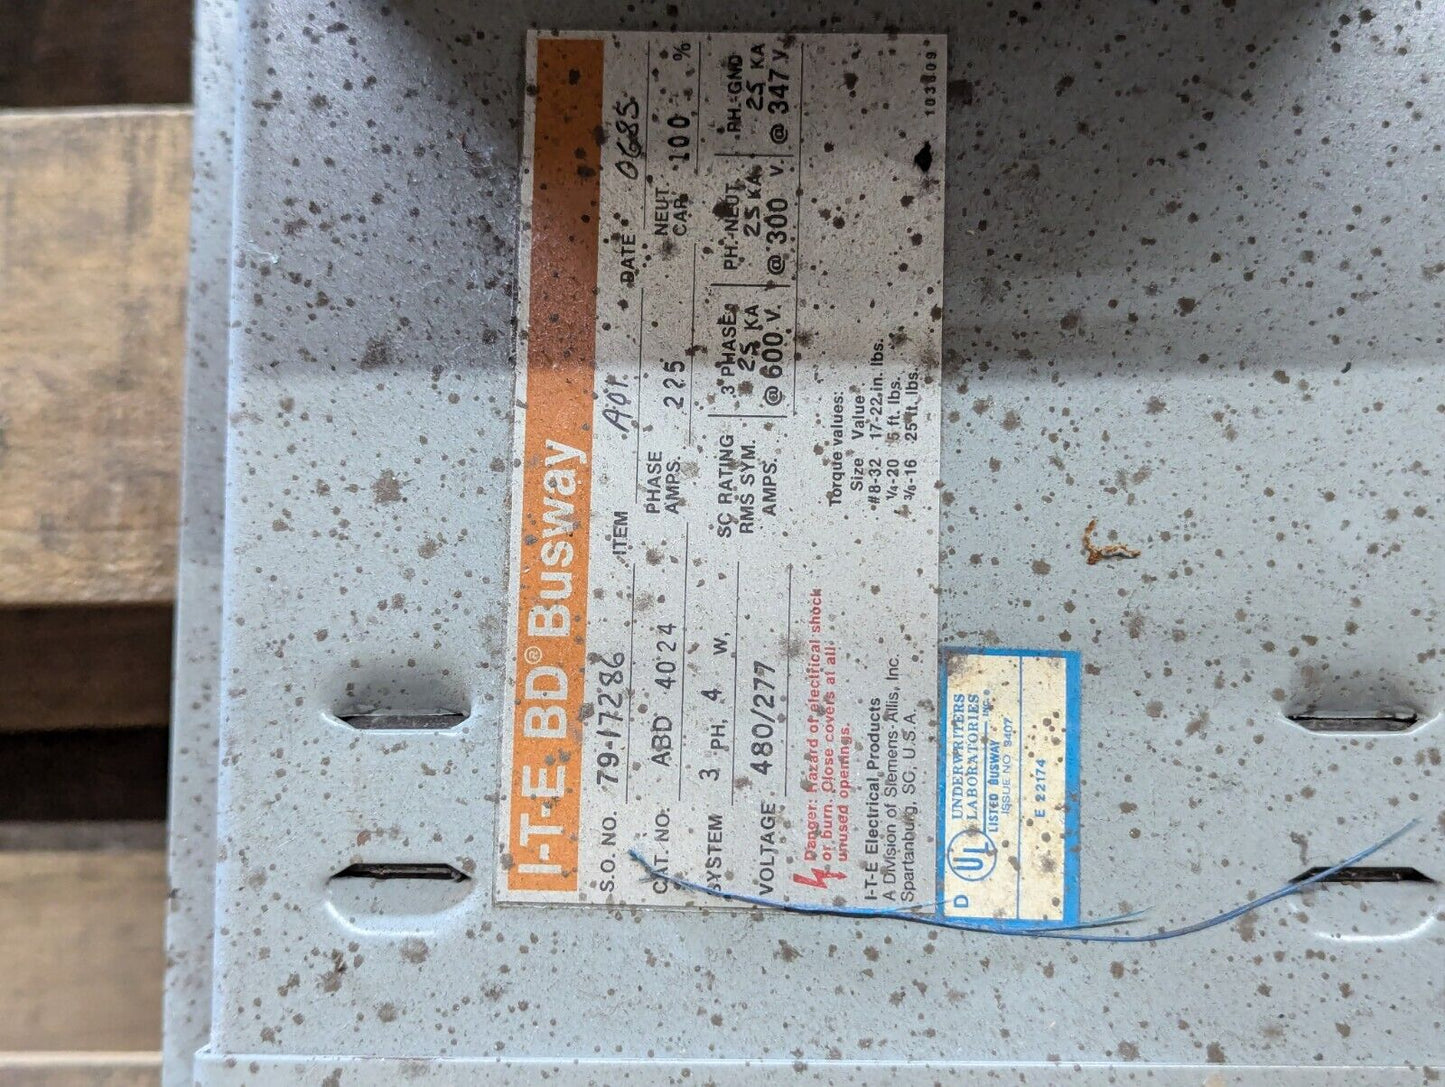 I-T-E BD® Busway
S.O. NO. 79-17286 ITEM A01 DATE 0685
CAT. NO. ABD 4024 PHASE AMPS. 225 NEUT. CAP. 100 %
SYSTEM 3 PH, 4 W.
VOLTAGE 480/277
SC RATING RMS SYM. AMPS.
3 PHASE PH.-NEUT. PH.-GND
25 KA 25 KA 25 KA
@ 600 V. @ 300 V. @ 347 V
Danger: Hazard of electrical shock
or burn. Close covers at all
unused openings.
Torque values:
Size Value
#8-32 17-22 in. lbs.
¼-20 5 ft. lbs.
⅜-16 25 ft. lbs.
I-T-E Electrical Products
A Division of Siemens-Allis, Inc.
Spartanburg, SC, U.S.A.
103809
D UL UNDERWRITERS
LABORATORIES INC.®
LISTED BUSWAY
ISSUE NO 9407
E 22174